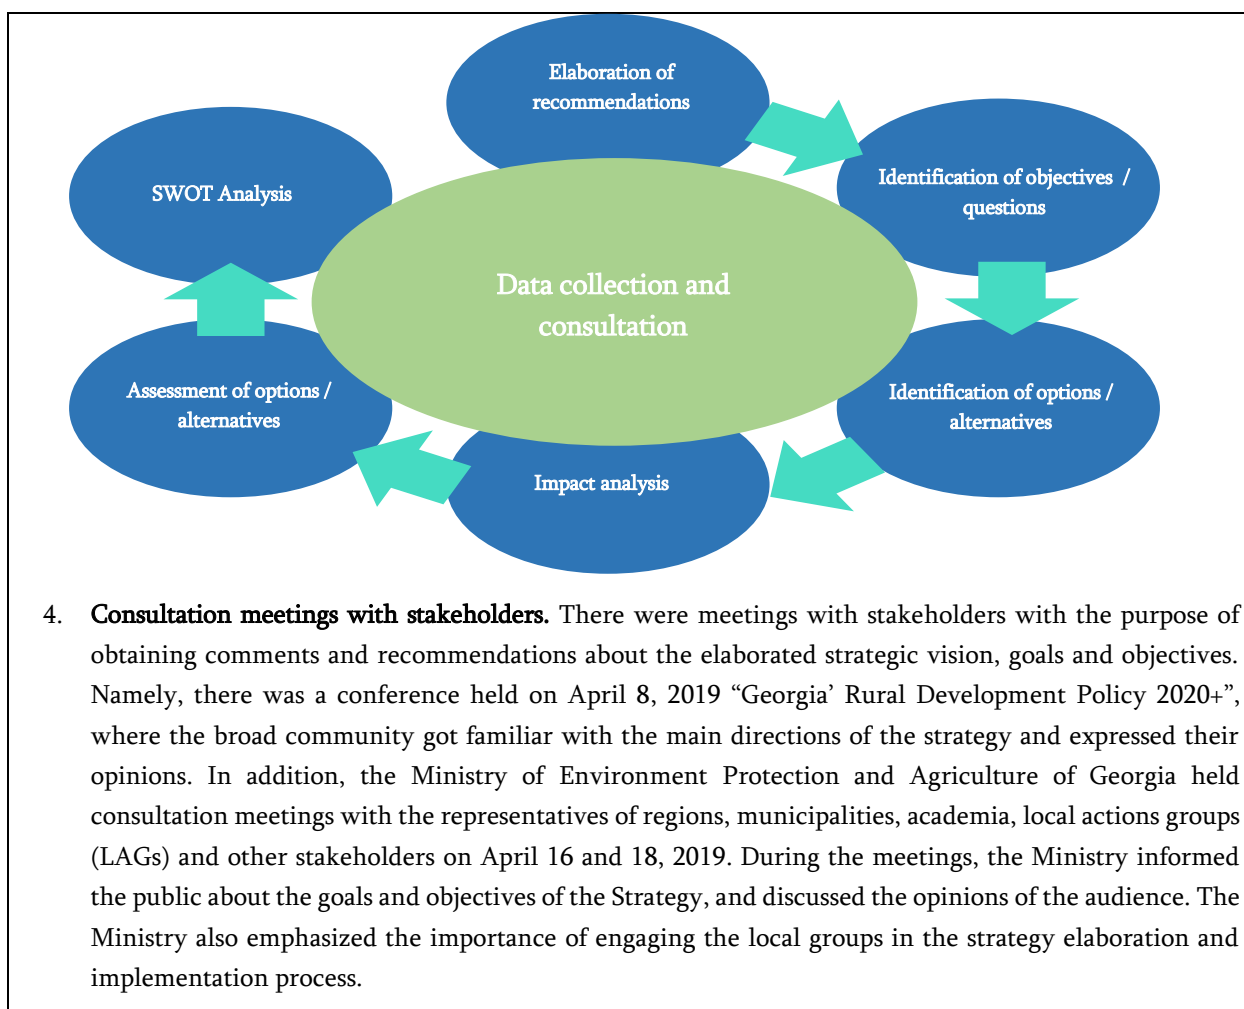 Elaboration of
recommendations
Identification of objectives /
questions
SWOT Analysis
Data collection and
consultation
Assessment of options /
alternatives
Identification of options /
alternatives
Impact analysis
4. Consultation meetings with stakeholders. There were meetings with stakeholders with the purpose of
obtaining comments and recommendations about the elaborated strategic vision, goals and objectives.
Namely, there was a conference held on April 8, 2019 “Georgia’ Rural Development Policy 2020+”,
where the broad community got familiar with the main directions of the strategy and expressed their
opinions. In addition, the Ministry of Environment Protection and Agriculture of Georgia held
consultation meetings with the representatives of regions, municipalities, academia, local actions groups
(LAGs) and other stakeholders on April 16 and 18, 2019. During the meetings, the Ministry informed
the public about the goals and objectives of the Strategy, and discussed the opinions of the audience. The
Ministry also emphasized the importance of engaging the local groups in the strategy elaboration and
implementation process.